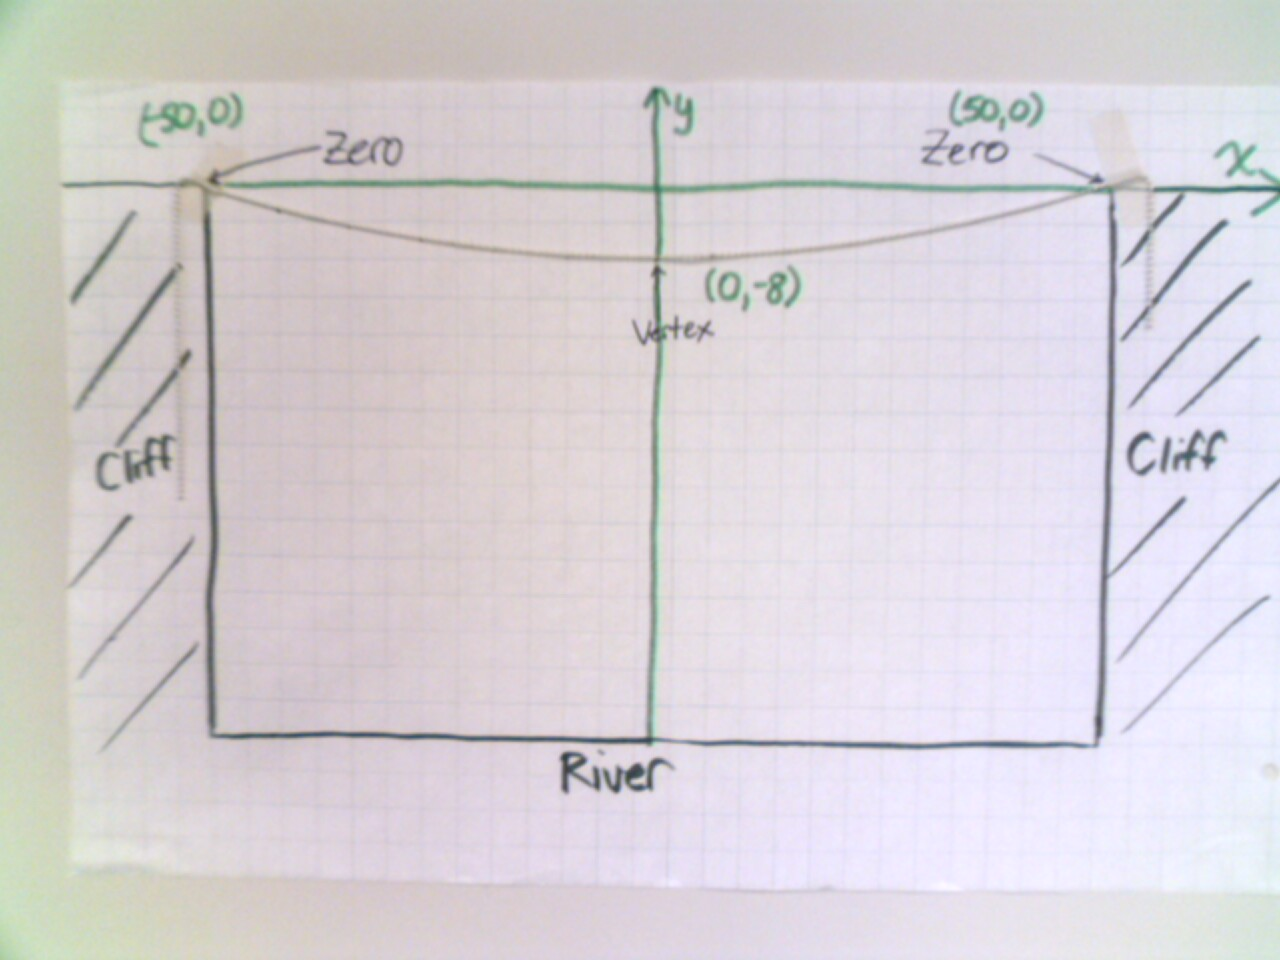 (-50,0)
y
(50,0)
Zero
Zero
x
(0,-8)
Vertex
Cliff
Cliff
River